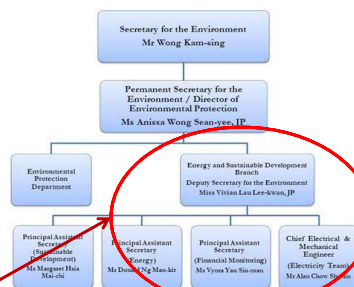 Secretary for the Environment
Mr Wong Kam-sing
Permanent Secretary for the
Environment / Director of
Environmental Protection
Ms Anissa Wong Sean-yee, JP
Environmental
Protection
Department
Energy and Sustainable Development
Branch
Deputy Secretary for the Environment
Miss Vivian Lau Lee-kwan, JP
Principal Assistant
Secretary
(Sustainable
Development)
Ms Margaret Hsia
Mai-chi
Principal Assistant
Secretary
(Energy)
Mr Donald Ng Man-kit
Principal Assistant
Secretary
(Financial Monitoring)
Ms Vyora Yau Sin-man
Chief Electrical &
Mechanical
Engineer
(Electricity Team)
Mr Alan Chow